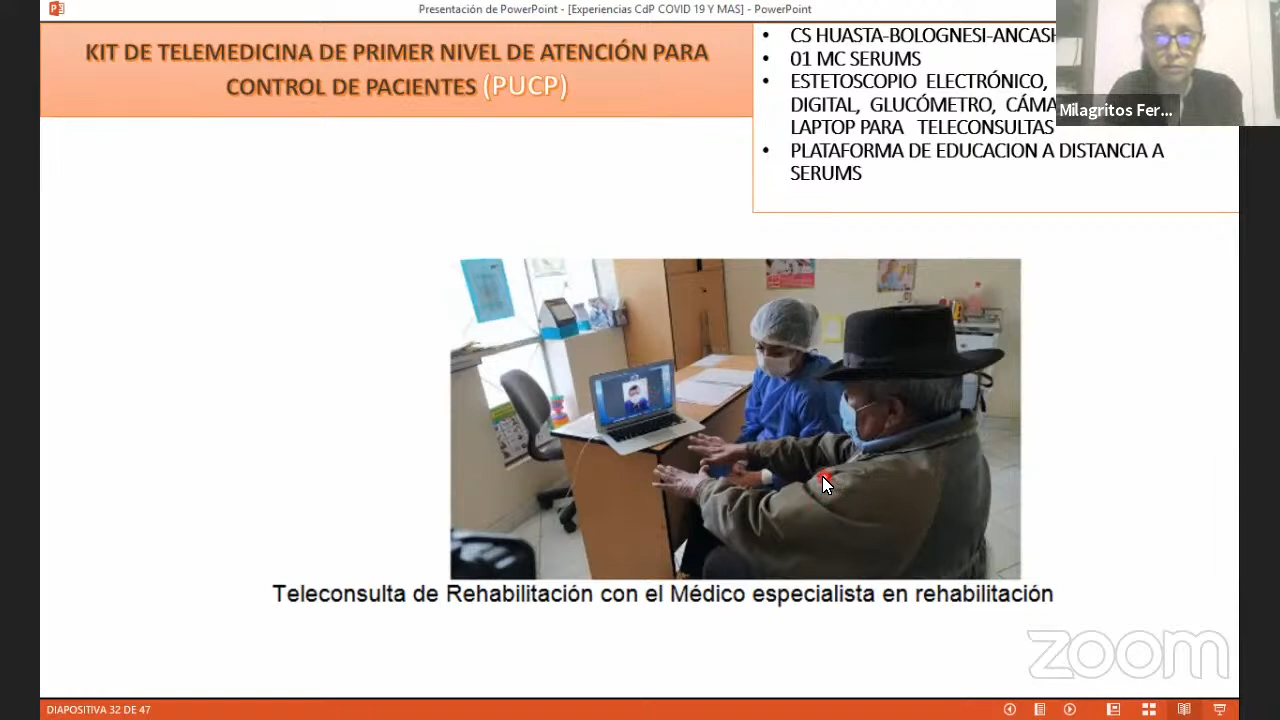 Presentación de PowerPoint - [Experiencias CdP COVID 19 Y MAS] - PowerPoint
KIT DE TELEMEDICINA DE PRIMER NIVEL DE ATENCIÓN PARA
CONTROL DE PACIENTES (PUCP)
• CS HUASTA-BOLOGNESI-ANCASH
• 01 MC SERUMS
• ESTETOSCOPIO ELECTRÓNICO,
DIGITAL, GLUCÓMETRO, CÁMA
LAPTOP PARA TELECONSULTAS
• PLATAFORMA DE EDUCACION A DISTANCIA A
SERUMS
Milagritos Fer...
Teleconsulta de Rehabilitación con el Médico especialista en rehabilitación
zoom
DIAPOSITIVA 32 DE 47